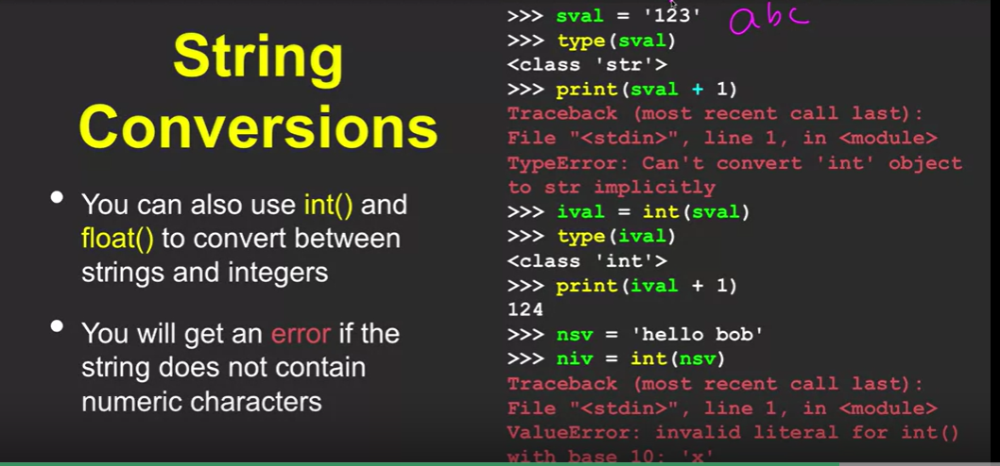 String
Conversions
• You can also use int() and
float() to convert between
strings and integers
• You will get an error if the
string does not contain
numeric characters
>>> sval = '123'
abc
>>> type(sval)
<class 'str'>
>>> print(sval + 1)
Traceback (most recent call last):
File "<stdin>", line 1, in <module>
TypeError: Can't convert 'int' object
to str implicitly
>>> ival = int(sval)
>>> type(ival)
<class 'int'>
>>> print(ival + 1)
124
>>> nsv = 'hello bob'
>>> niv = int(nsv)
Traceback (most recent call last):
File "<stdin>", line 1, in <module>
ValueError: invalid literal for int()
with base 10: 'x'